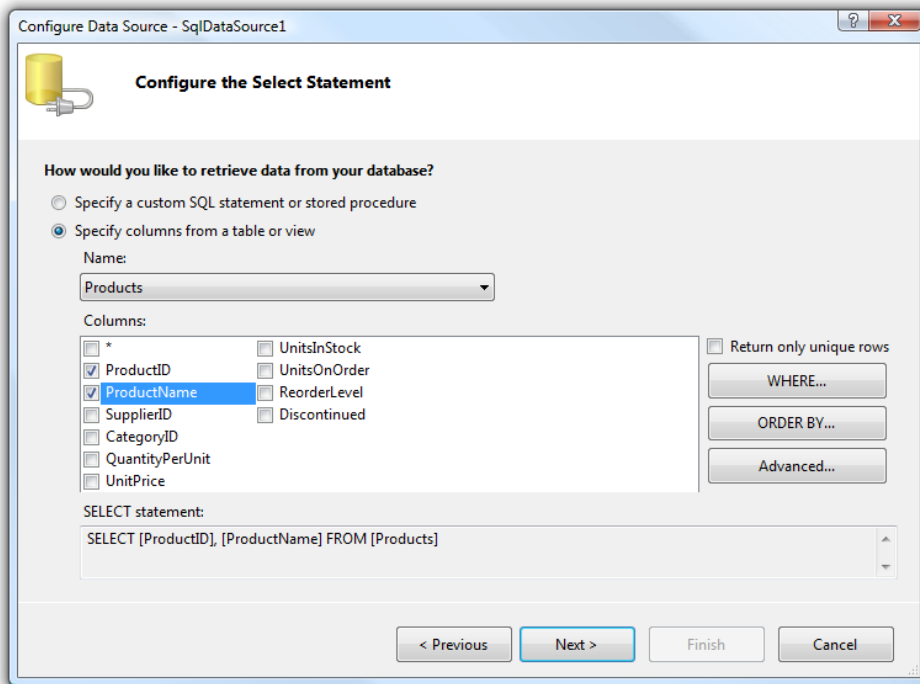 Configure Data Source - SqlDataSource1
?
Configure the Select Statement
How would you like to retrieve data from your database?
Specify a custom SQL statement or stored procedure
Specify columns from a table or view
Name:
Products
Columns:
* UnitsInStock
ProductID UnitsOnOrder
ProductName ReorderLevel
SupplierID Discontinued
CategoryID
QuantityPerUnit
UnitPrice
Return only unique rows
WHERE...
ORDER BY...
Advanced...
SELECT statement:
SELECT [ProductID], [ProductName] FROM [Products]
< Previous Next > Finish Cancel